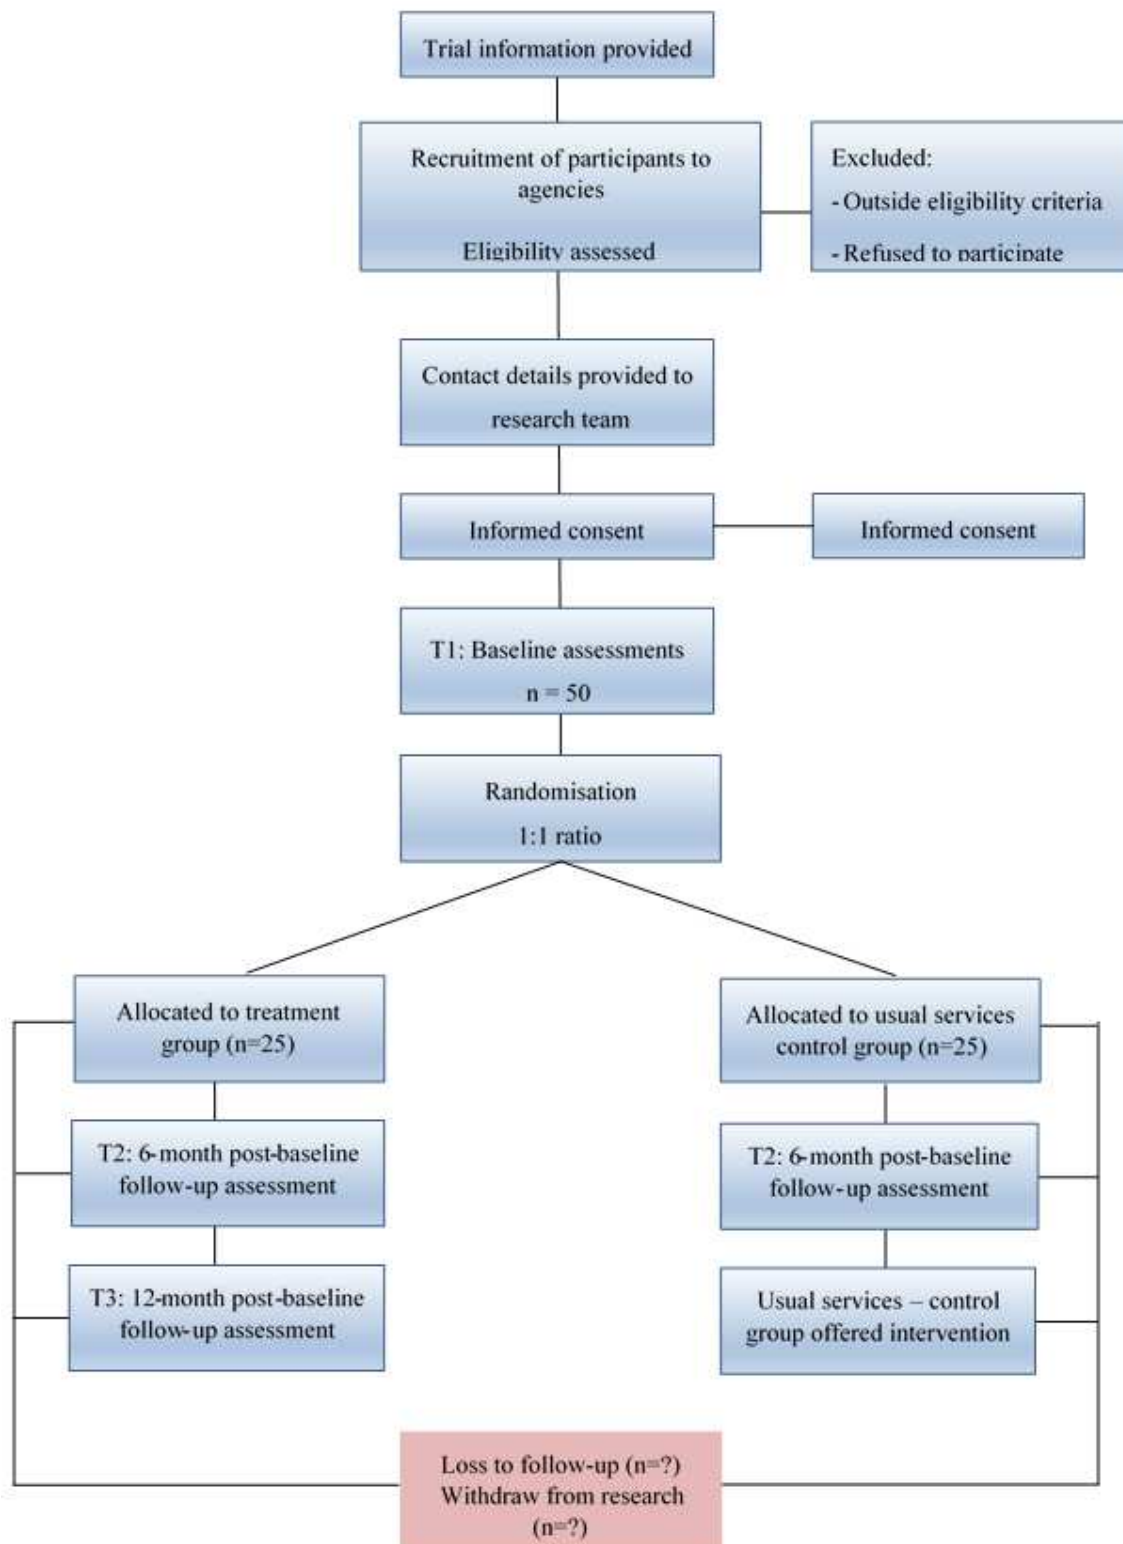 Trial information provided
Recruitment of participants to
agencies
Eligibility assessed
Excluded:
- Outside eligibility criteria
- Refused to participate
Contact details provided to
research team
Informed consent
Informed consent
T1: Baseline assessments
n = 50
Randomisation
1:1 ratio
Allocated to treatment
group (n=25)
Allocated to usual services
control group (n=25)
T2: 6-month post-baseline
follow-up assessment
T2: 6-month post-baseline
follow-up assessment
T3: 12-month post-baseline
follow-up assessment
Usual services – control
group offered intervention
Loss to follow-up (n=?)
Withdraw from research
(n=?)